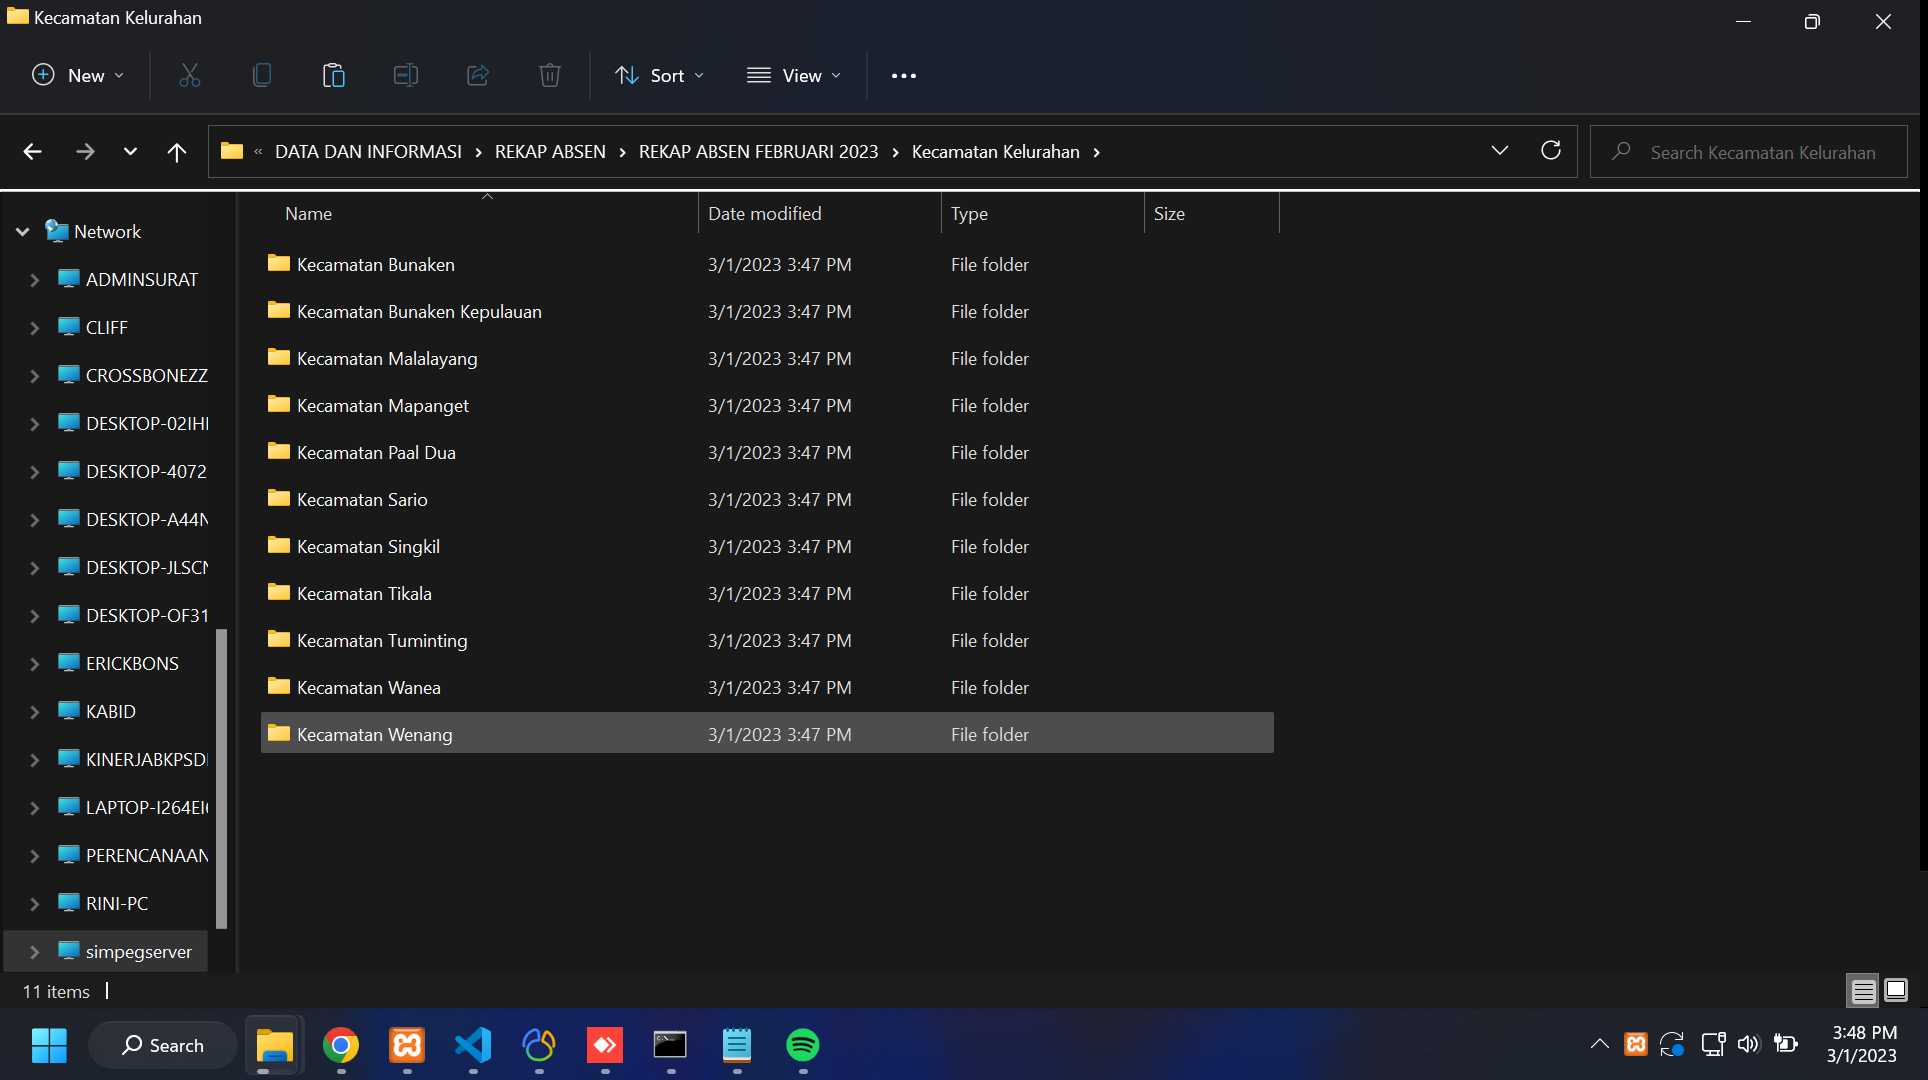 Kecamatan Kelurahan
New
Sort
View
« DATA DAN INFORMASI > REKAP ABSEN > REKAP ABSEN FEBRUARI 2023 > Kecamatan Kelurahan >
Search Kecamatan Kelurahan
Network
ADMINSURAT
CLIFF
CROSSBONEZZ
DESKTOP-02IH
DESKTOP-4072
DESKTOP-A44N
DESKTOP-JLSCN
DESKTOP-OF31
ERICKBONS
KABID
KINERJABKPSD
LAPTOP-I264EI
PERENCANAAN
RINI-PC
simpegserver
Name Date modified Type Size
Kecamatan Bunaken 3/1/2023 3:47 PM File folder
Kecamatan Bunaken Kepulauan 3/1/2023 3:47 PM File folder
Kecamatan Malalayang 3/1/2023 3:47 PM File folder
Kecamatan Mapanget 3/1/2023 3:47 PM File folder
Kecamatan Paal Dua 3/1/2023 3:47 PM File folder
Kecamatan Sario 3/1/2023 3:47 PM File folder
Kecamatan Singkil 3/1/2023 3:47 PM File folder
Kecamatan Tikala 3/1/2023 3:47 PM File folder
Kecamatan Tuminting 3/1/2023 3:47 PM File folder
Kecamatan Wanea 3/1/2023 3:47 PM File folder
Kecamatan Wenang 3/1/2023 3:47 PM File folder
11 items
Search
3:48 PM
3/1/2023